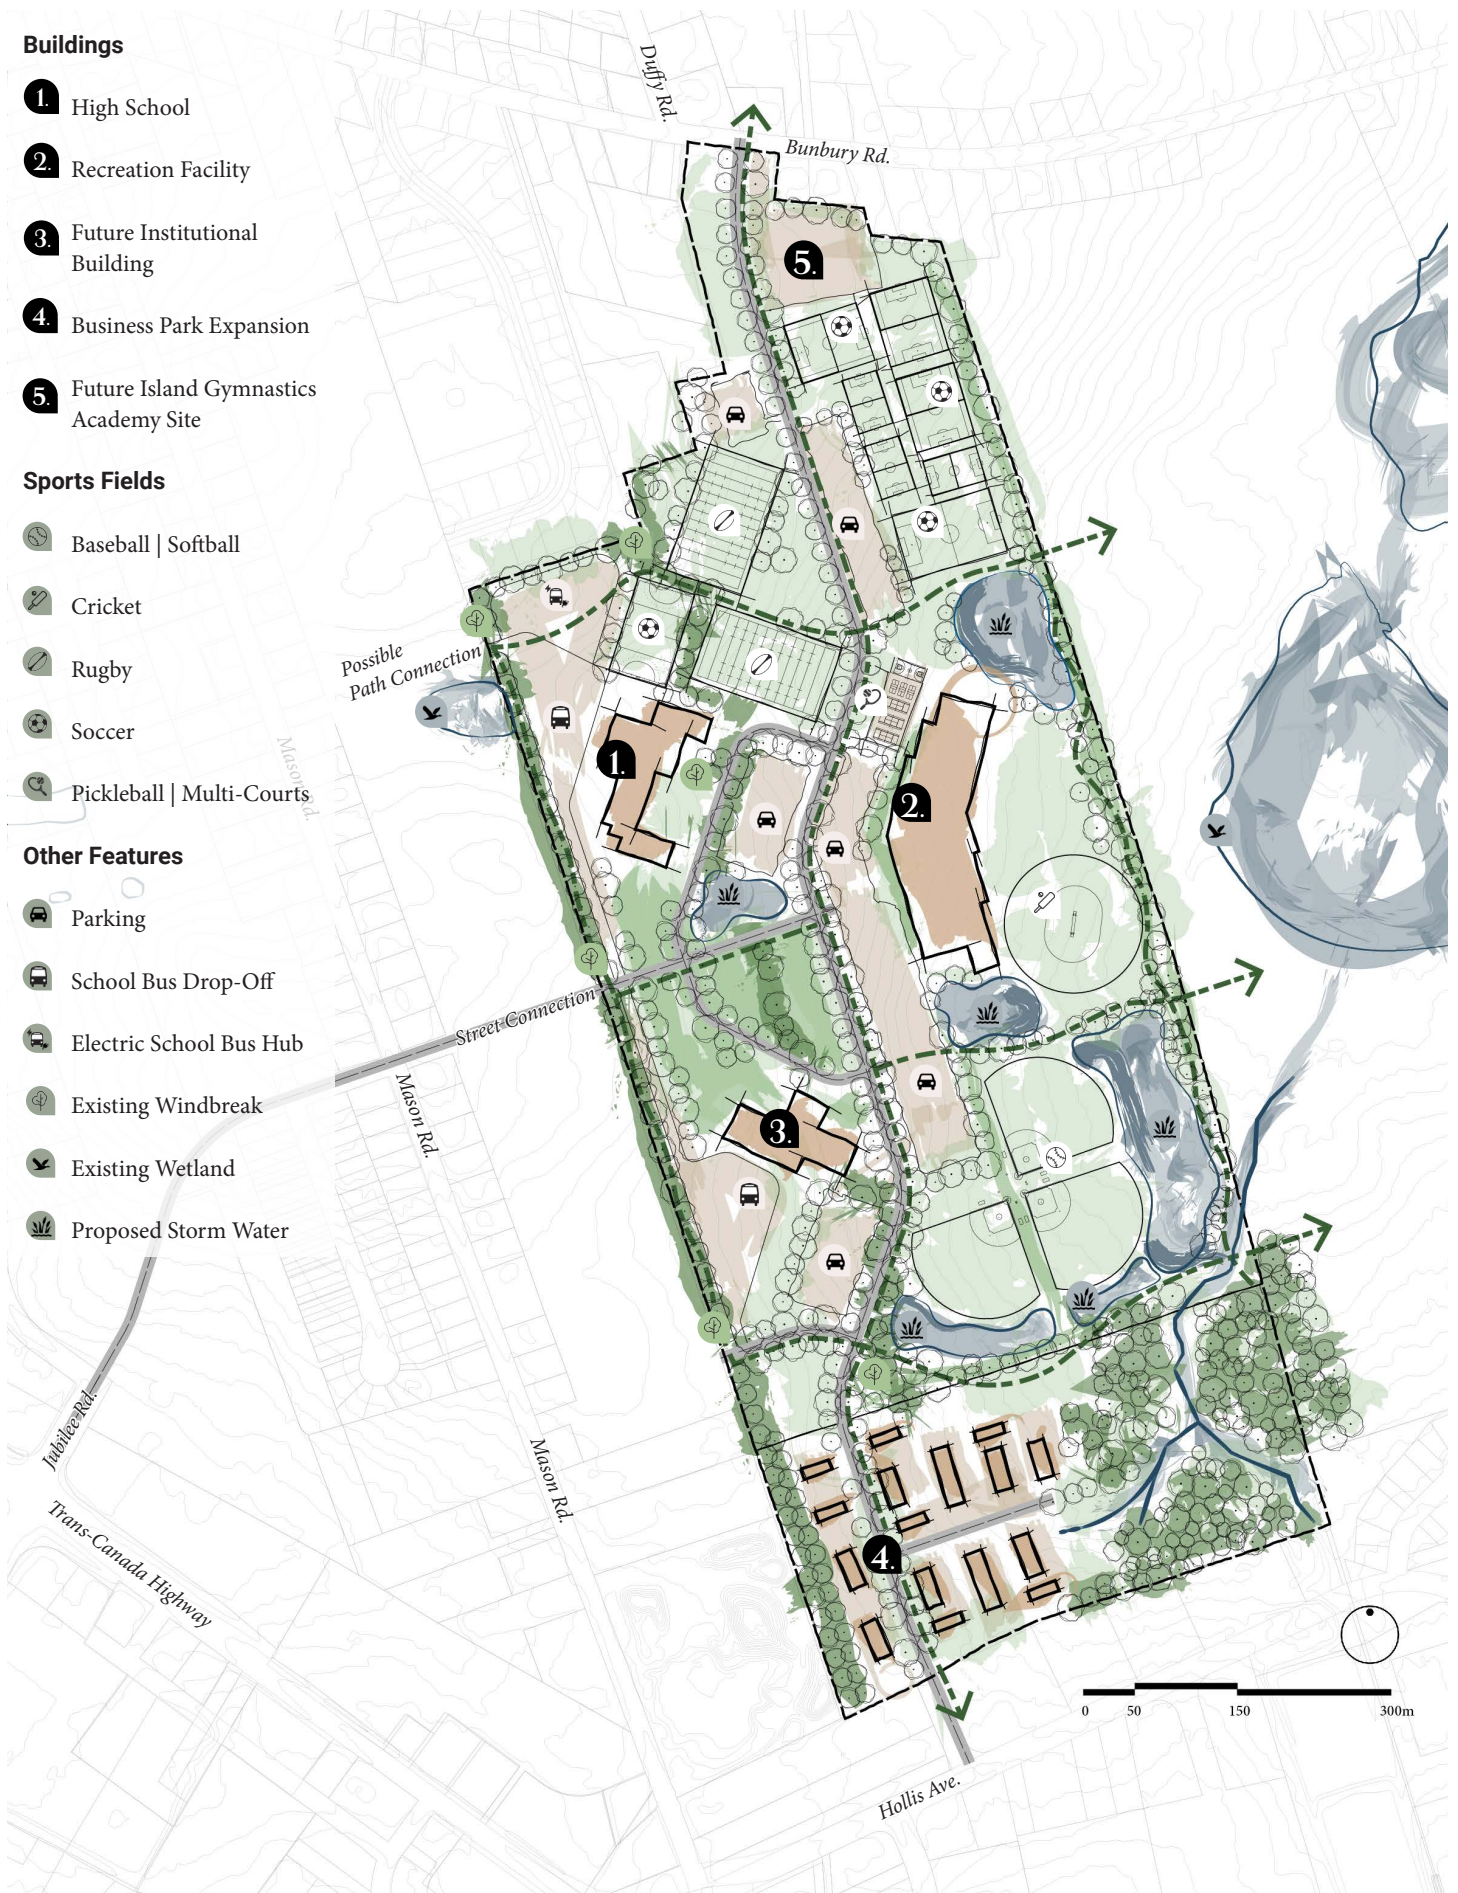 Buildings
1. High School
2. Recreation Facility
3. Future Institutional
Building
4. Business Park Expansion
5. Future Island Gymnastics
Academy Site
Sports Fields
Baseball | Softball
Cricket
Rugby
Soccer
Pickleball | Multi-Courts
Other Features
Parking
School Bus Drop-Off
Electric School Bus Hub
Existing Windbreak
Existing Wetland
Proposed Storm Water
Duffy Rd.
Bunbury Rd.
5.
Possible
Path Connection
Mason Rd.
1.
2.
Street Connection
Mason Rd.
3.
Jubilee Rd.
Mason Rd.
Trans-Canada Highway
4.
0 50 150 300m
Hollis Ave.